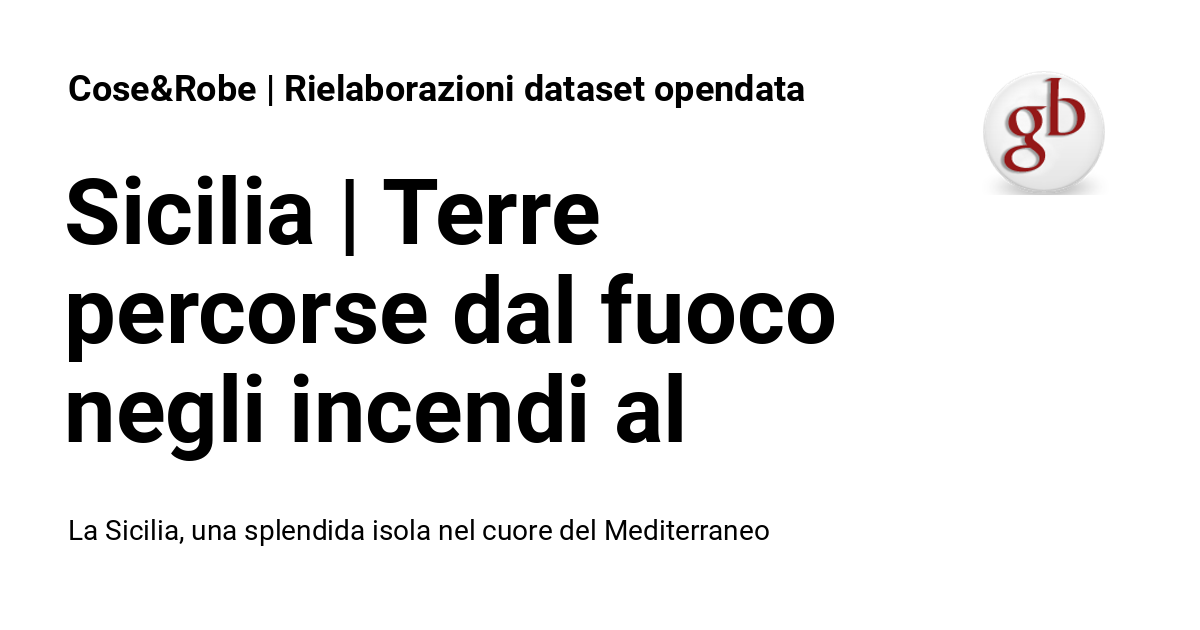 Cose&Robe | Rielaborazioni dataset opendata
gb
Sicilia | Terre
percorse dal fuoco
negli incendi al
La Sicilia, una splendida isola nel cuore del Mediterraneo